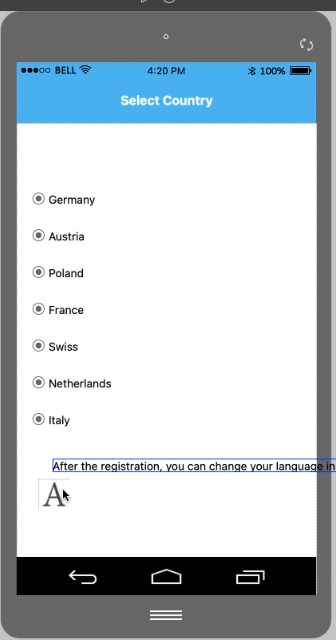 BELL 4:20 PM 100%
Select Country
Germany
Austria
Poland
France
Swiss
Netherlands
Italy
After the registration, you can change your language in
A